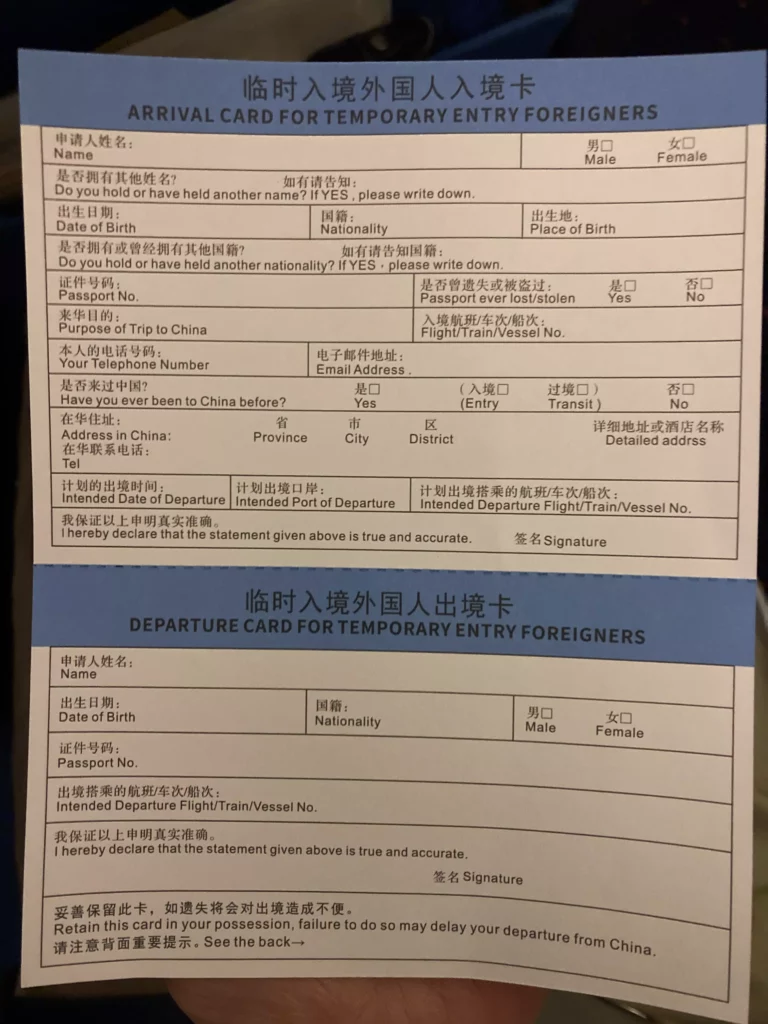 临时入境外国人入境卡
ARRIVAL CARD FOR TEMPORARY ENTRY FOREIGNERS
申请人姓名: 男□ 女□
Name Male Female
是否拥有其他姓名? 如有请告知:
Do you hold or have held another name? If YES , please write down.
出生日期: 国籍: 出生地:
Date of Birth Nationality Place of Birth
是否拥有或曾经拥有其他国籍? 如有请告知国籍:
Do you hold or have held another nationality? If YES · please write down.
证件号码: 是否曾遗失或被盗过: 是□ 否□
Passport No. Passport ever lost/stolen Yes No
来华目的: 入境航班/车次/船次:
Purpose of Trip to China Flight/Train/Vessel No.
本人的电话号码: 电子邮件地址:
Your Telephone Number Email Address .
是否来过中国? 是□ (入境□ 过境□) 否□
Have you ever been to China before? Yes (Entry Transit) No
在华住址: 省 市 区 详细地址或酒店名称
Address in China: Province City District Detailed addrss
在华联系电话:
Tel
计划的出境时间: 计划出境口岸: 计划出境搭乘的航班/车次/船次:
Intended Date of Departure Intended Port of Departure Intended Departure Flight/Train/Vessel No.
我保证以上申明真实准确。
I hereby declare that the statement given above is true and accurate. 签名Signature
临时入境外国人出境卡
DEPARTURE CARD FOR TEMPORARY ENTRY FOREIGNERS
申请人姓名:
Name
出生日期: 国籍: 男□ 女□
Date of Birth Nationality Male Female
证件号码:
Passport No.
出境搭乘的航班/车次/船次:
Intended Departure Flight/Train/Vessel No.
我保证以上申明真实准确。
I hereby declare that the statement given above is true and accurate.
签名 Signature
妥善保留此卡，如遗失将会对出境造成不便。
Retain this card in your possession, failure to do so may delay your departure from China.
请注意背面重要提示。See the back→